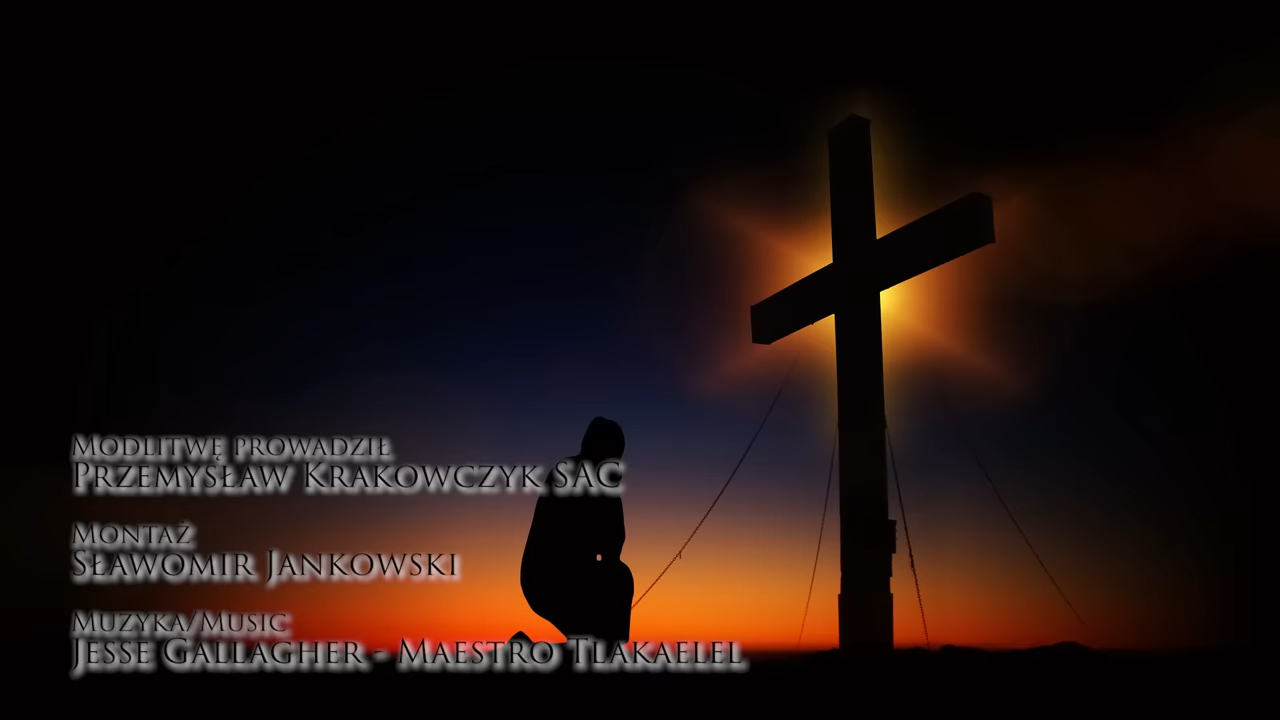 Modlitwę prowadził
Przemysław Krakowczyk SAC
Montaż
Sławomir Jankowski
Muzyka/Music
Jesse Gallagher - Maestro Tlakaelel